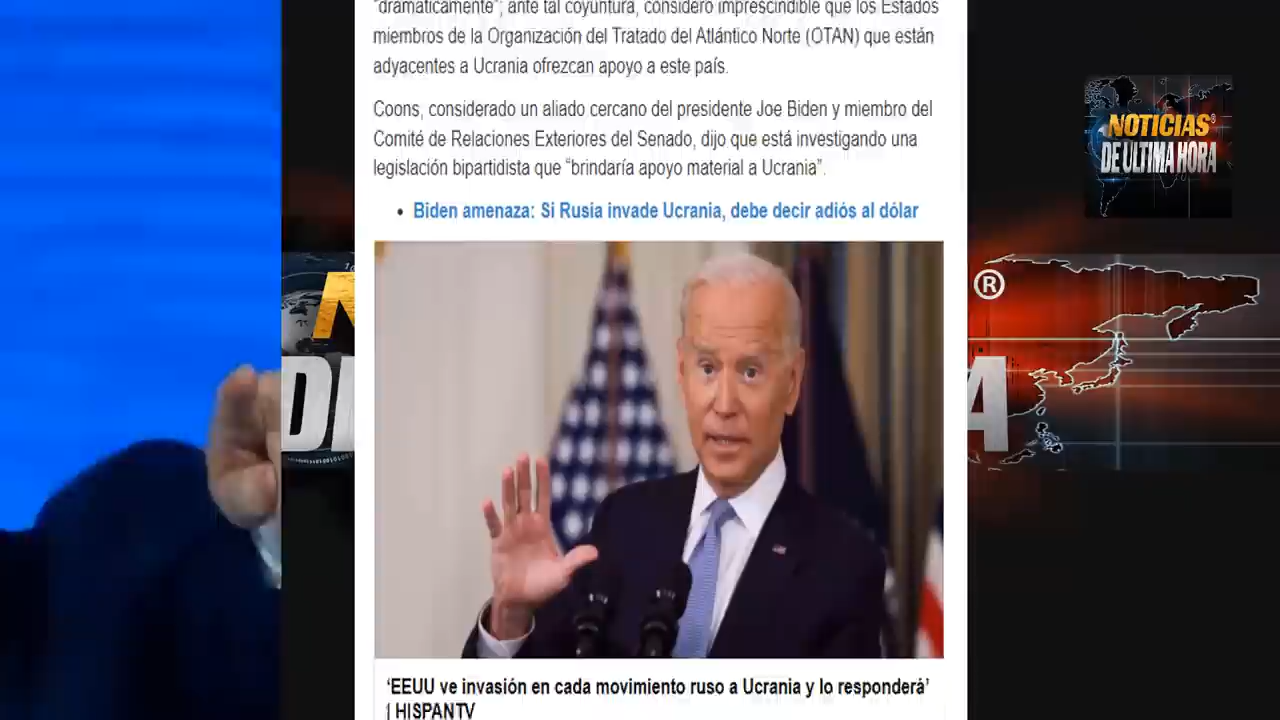 "dramáticamente"; ante tal coyuntura, consideró imprescindible que los Estados
miembros de la Organización del Tratado del Atlántico Norte (OTAN) que están
adyacentes a Ucrania ofrezcan apoyo a este país.
Coons, considerado un aliado cercano del presidente Joe Biden y miembro del
Comité de Relaciones Exteriores del Senado, dijo que está investigando una
legislación bipartidista que “brindaría apoyo material a Ucrania”.
• Biden amenaza: Si Rusia invade Ucrania, debe decir adiós al dólar
‘EEUU ve invasión en cada movimiento ruso a Ucrania y lo responderá’
| HISPANTV
NOTICIAS®
DE ULTIMA HORA
N
DE
®
A